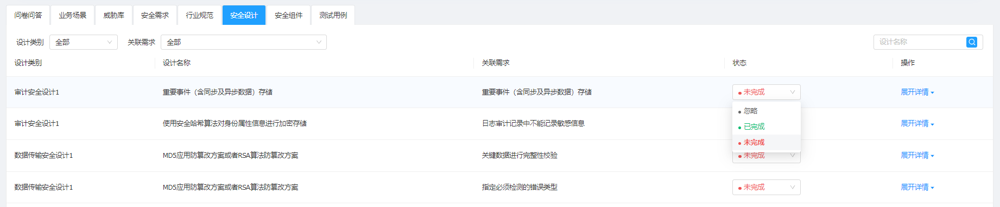 问卷问答 业务场景 威胁库 安全需求 行业规范 安全设计 安全组件 测试用例
设计类别 全部 关联需求 全部 设计名称
设计类别 设计名称 关联需求 状态 操作
审计安全设计1 重要事件（含同步及异步数据）存储 重要事件（含同步及异步数据）存储 未完成 展开详情
忽略
审计安全设计1 使用安全哈希算法对身份属性信息进行加密存储 日志审计记录中不能记录敏感信息 已完成 展开详情
未完成
数据传输安全设计1 MD5应用防篡改方案或者RSA算法防篡改方案 关键数据进行完整性校验 未完成 展开详情
数据传输安全设计1 MD5应用防篡改方案或者RSA算法防篡改方案 指定必须检测的错误类型 未完成 展开详情